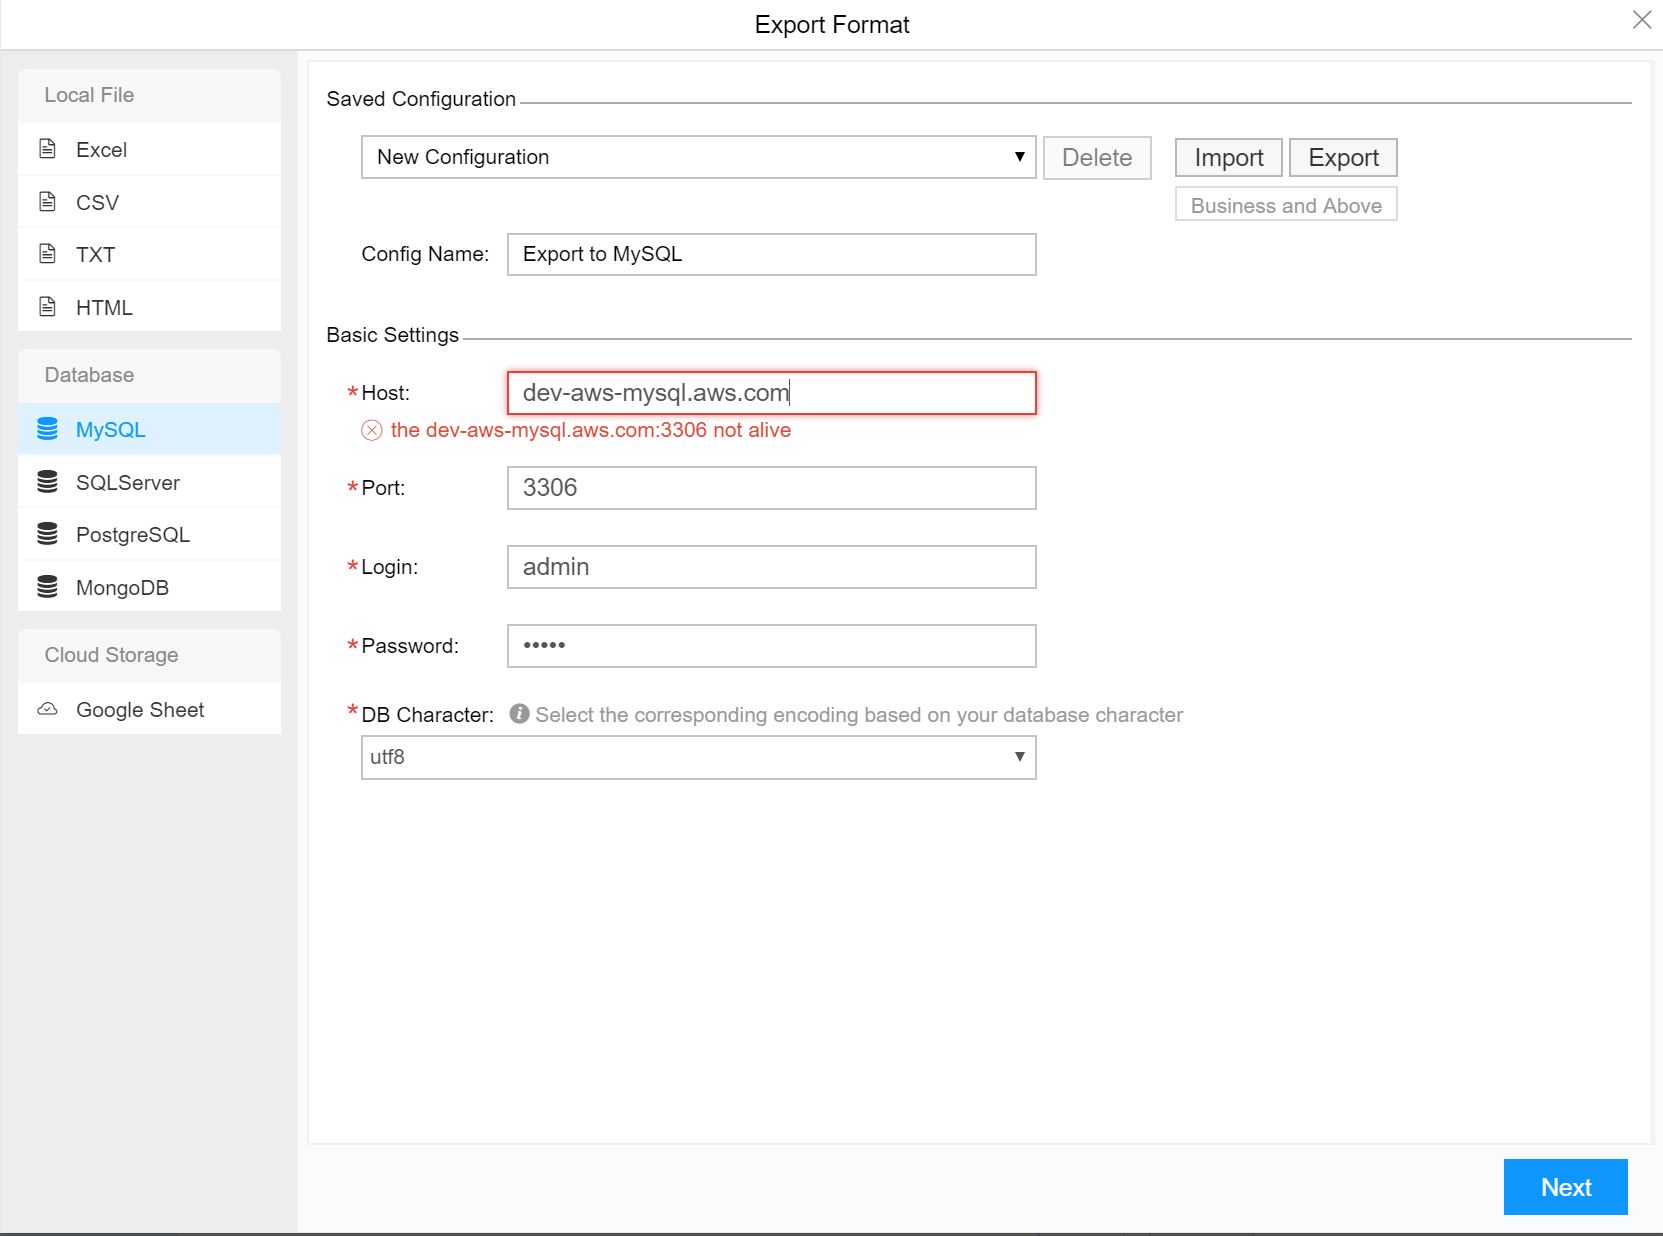 Export Format
Local File
Excel
CSV
TXT
HTML
Database
MySQL
SQLServer
PostgreSQL
MongoDB
Cloud Storage
Google Sheet
Saved Configuration
New Configuration
Delete
Import
Export
Business and Above
Config Name: Export to MySQL
Basic Settings
*Host: dev-aws-mysql.aws.com
the dev-aws-mysql.aws.com:3306 not alive
*Port: 3306
*Login: admin
*Password: •••••
*DB Character: Select the corresponding encoding based on your database character
utf8
Next